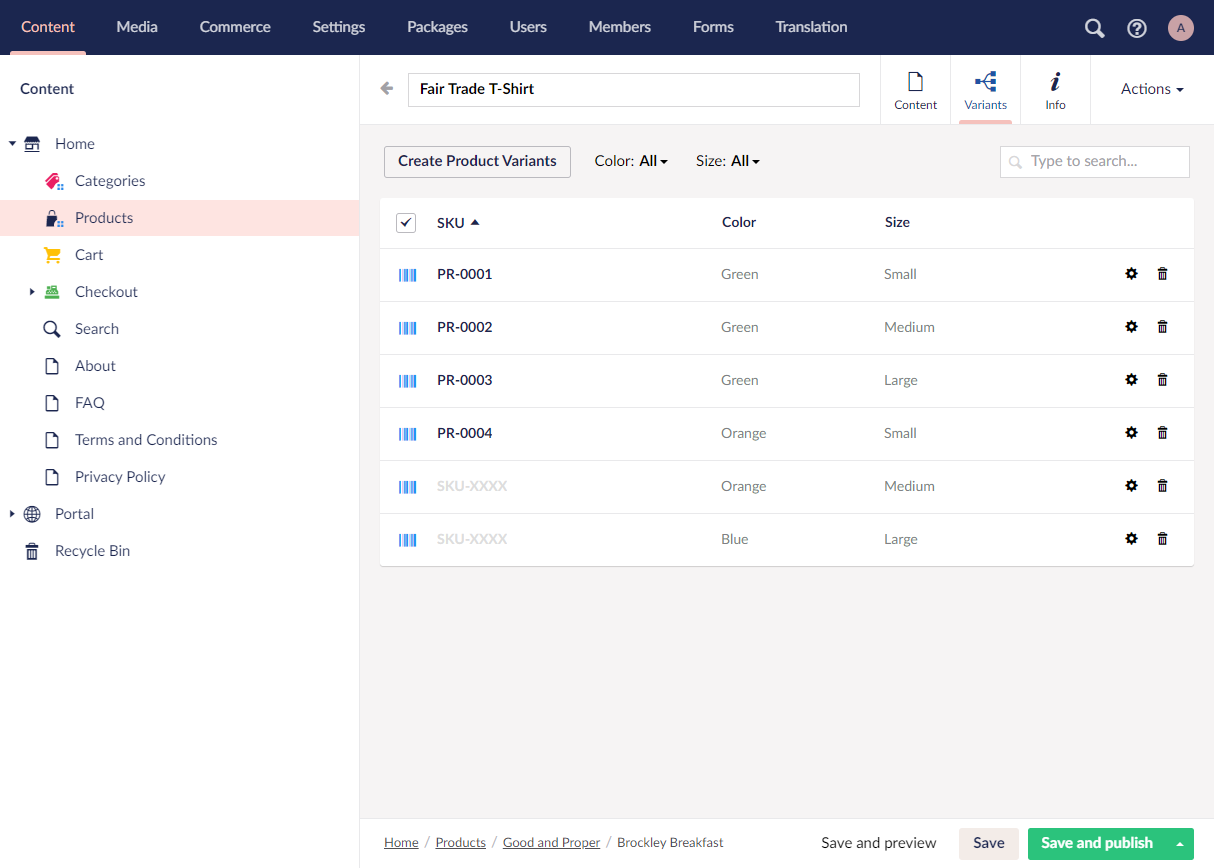 Content Media Commerce Settings Packages Users Members Forms Translation A
Content
Home
Categories
Products
Cart
Checkout
Search
About
FAQ
Terms and Conditions
Privacy Policy
Portal
Recycle Bin
Fair Trade T-Shirt
Content Variants Info Actions
Create Product Variants Color: All Size: All Type to search...
SKU Color Size
PR-0001 Green Small
PR-0002 Green Medium
PR-0003 Green Large
PR-0004 Orange Small
SKU-XXXX Orange Medium
SKU-XXXX Blue Large
Home / Products / Good and Proper / Brockley Breakfast Save and preview Save Save and publish